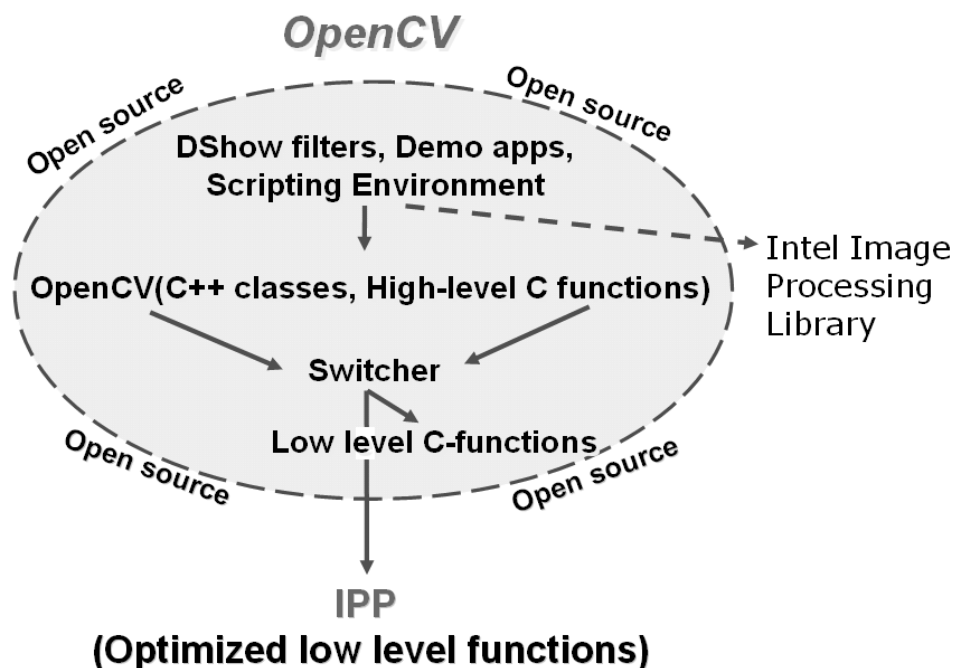 OpenCV
Open source
Open source
DShow filters, Demo apps,
Scripting Environment
Intel Image
Processing
Library
OpenCV(C++ classes, High-level C functions)
Switcher
Low level C-functions
Open source
Open source
IPP
(Optimized low level functions)